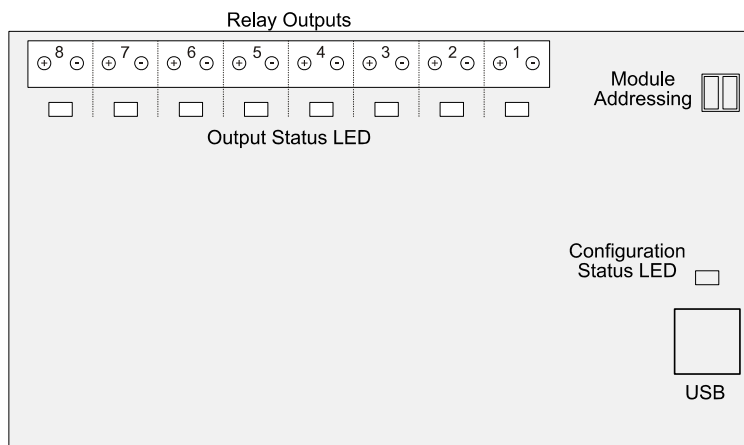 Relay Outputs
8 7 6 5 4 3 2 1
+ - + - + - + - + - + - + - + -
Module
Addressing
Output Status LED
Configuration
Status LED
USB